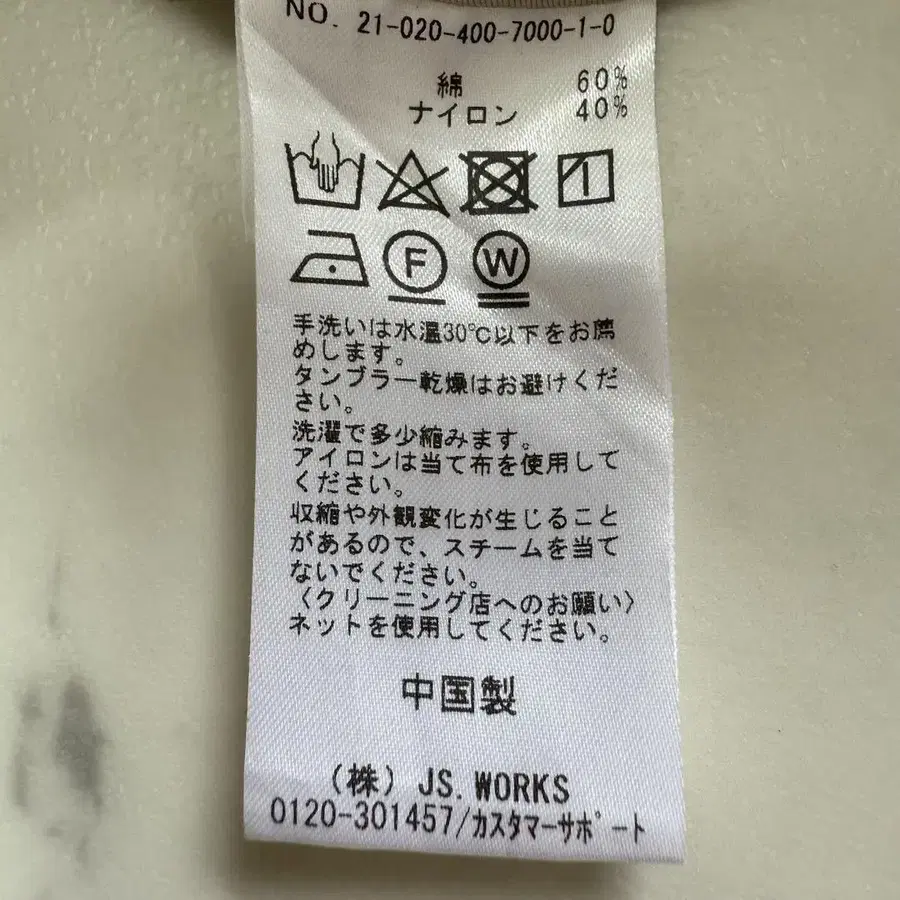 NO. 21-020-400-7000-1-0
綿 60%
ナイロン 40%
F W
手洗いは水温30℃以下をお薦
めします。
タンブラー乾燥はお避けくだ
さい。
洗濯で多少縮みます。
アイロンは当て布を使用して
ください。
収縮や外観変化が生じること
があるので、スチームを当て
ないでください。
〈クリーニング店へのお願い〉
ネットを使用してください。
中国製
(株) JS.WORKS
0120-301457/カスタマーサポート